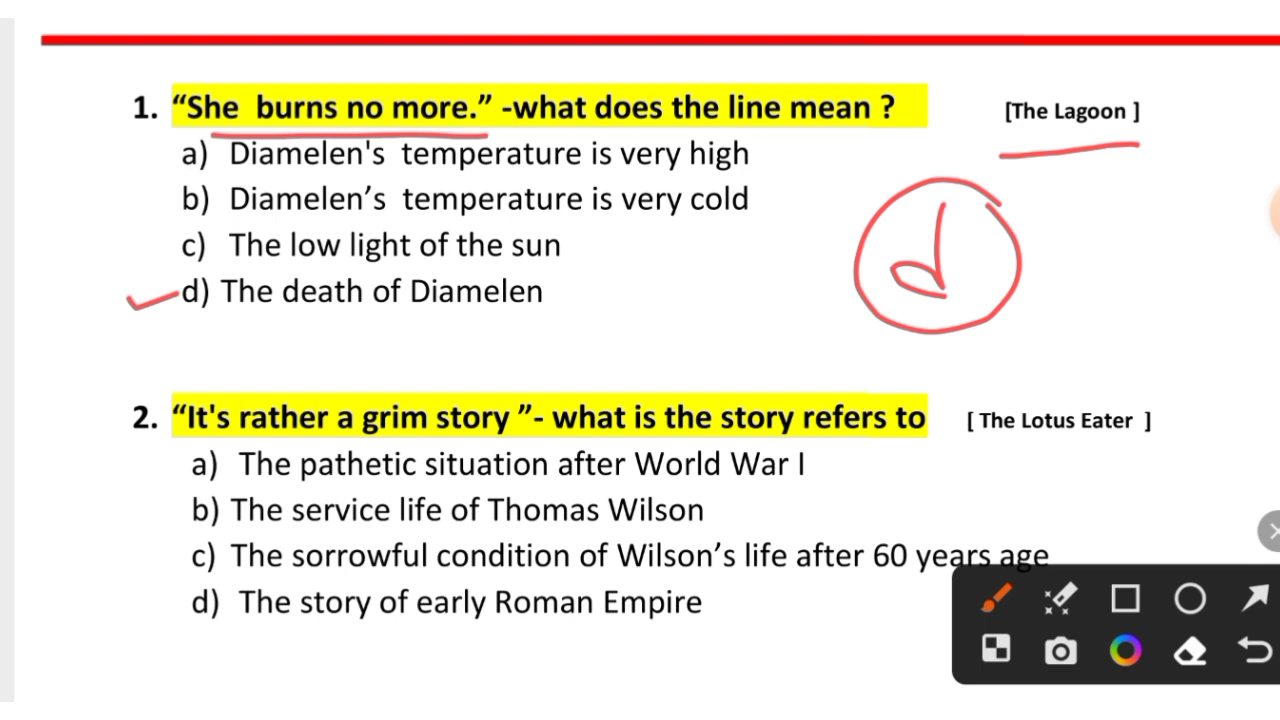 1. “She burns no more.” -what does the line mean ? [The Lagoon ]
a) Diamelen's temperature is very high
b) Diamelen’s temperature is very cold
c) The low light of the sun
d) The death of Diamelen
d
2. “It's rather a grim story ”- what is the story refers to [ The Lotus Eater ]
a) The pathetic situation after World War I
b) The service life of Thomas Wilson
c) The sorrowful condition of Wilson’s life after 60 years age
d) The story of early Roman Empire